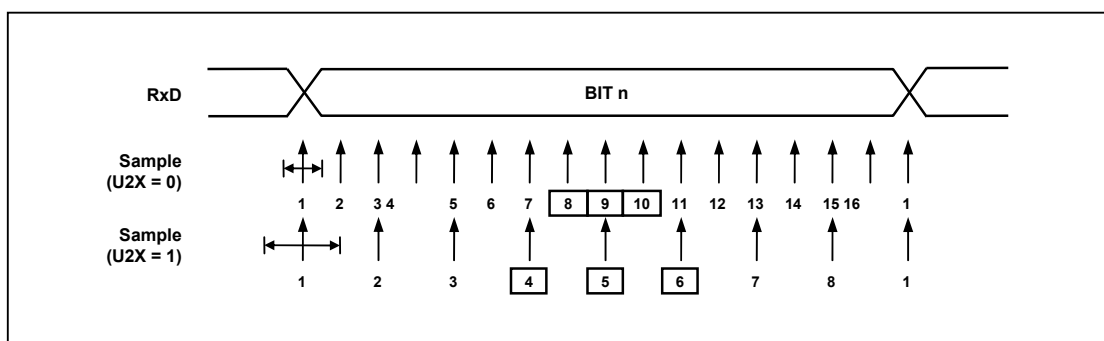 RxD
BIT n
Sample
(U2X = 0)
1 2 3 4 5 6 7 8 9 10 11 12 13 14 15 16 1
Sample
(U2X = 1)
1 2 3 4 5 6 7 8 1